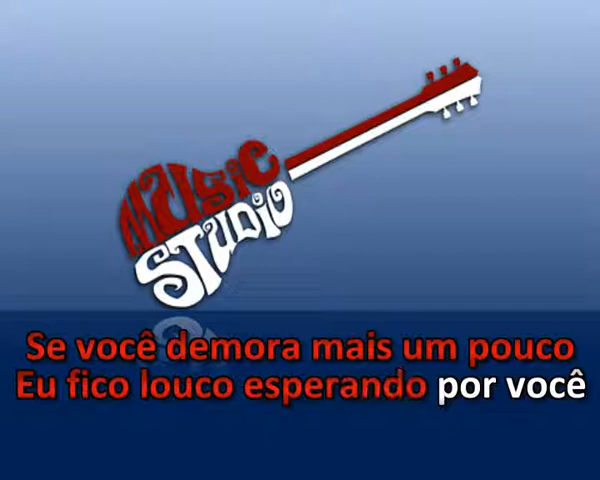 MUSIC
STUDIO
Se você demora mais um pouco
Eu fico louco esperando por você